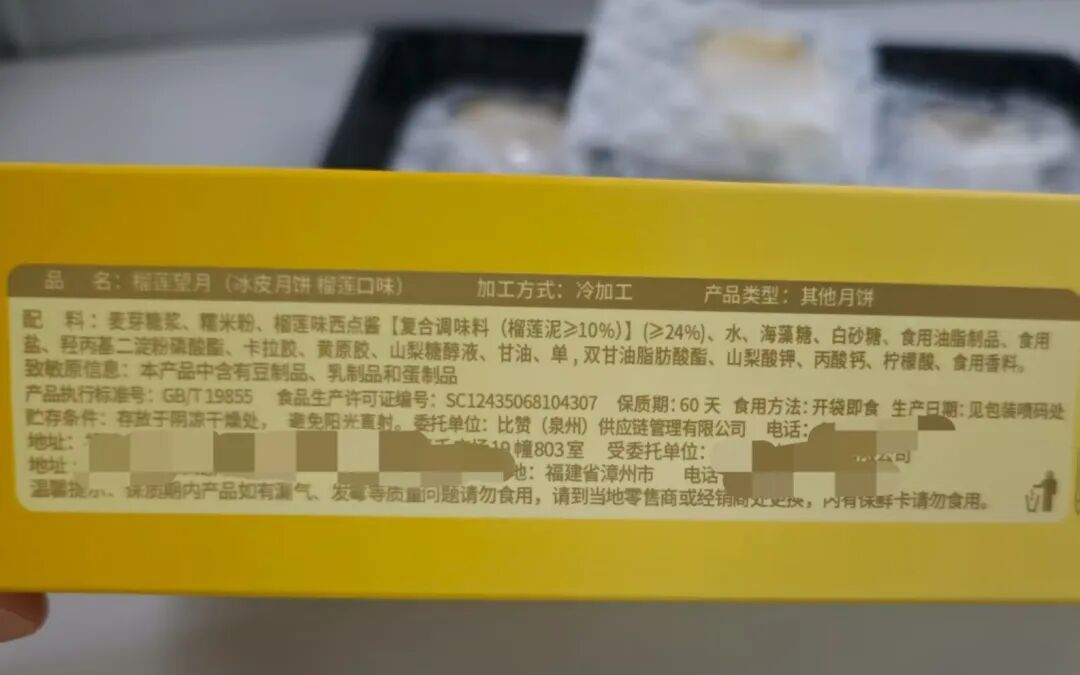 品 名：榴莲望月（冰皮月饼 榴莲口味） 加工方式：冷加工 产品类型：其他月饼
配 料：麦芽糖浆、糯米粉、榴莲味西点酱【复合调味料（榴莲泥≥10%）】(≥24%)、水、海藻糖、白砂糖、食用油脂制品、食用
盐、羟丙基二淀粉磷酸酯、卡拉胶、黄原胶、山梨糖醇液、甘油、单,双甘油脂肪酸酯、山梨酸钾、丙酸钙、柠檬酸、食用香料。
致敏原信息：本产品中含有豆制品、乳制品和蛋制品
产品执行标准号：GB/T 19855 食品生产许可证编号：SC12435068104307 保质期：60 天 食用方法：开袋即食 生产日期：见包装喷码处
贮存条件：存放于阴凉干燥处， 避免阳光直射。委托单位：比赞（泉州）供应链管理有限公司 电话：
地址： 幢803室 受委托单位：
地址 地：福建省漳州市 电话
温馨提示：保质期内产品如有漏气、发霉等质量问题请勿食用，请到当地零售商或经销商处更换，内有保鲜卡请勿食用。